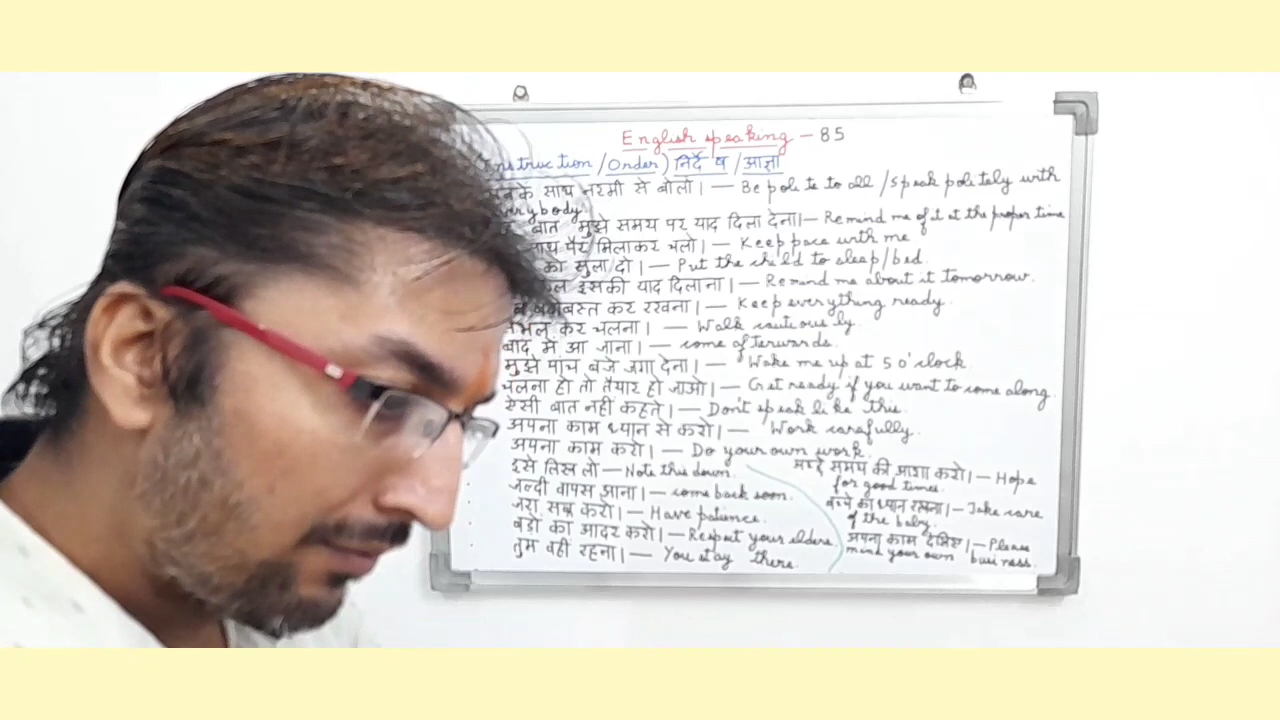 English speaking - 85
/Order) निर्देष /आज्ञा
साथ नरमी से बोलो। — Be polite to all /speak politely with
everybody
बात मुझे समय पर याद दिला देना।— Remind me of it at the proper time
साथ पैर मिलाकर चलो। — Keep pace with me
को सुला दो। — Put the child to sleep/bed.
इसकी याद दिलाना। — Remind me about it tomorrow.
कर रखना। — Keep everything ready.
कर चलना। — Walk cautiously.
बाद में आ जाना। — come afterwards.
मुझे पांच बजे जगा देना। — Wake me up at 5 o'clock.
चलना हो तो तैयार हो जाओ। — Get ready if you want to come along.
ऐसी बात नहीं कहते। — Don't speak like this.
अपना काम ध्यान से करो। — Work carefully.
अपना काम करो। — Do your own work.
इसे लिख लो — Note this down.
जल्दी वापस आना। — come back soon.
जरा सब्र करो। — Have patience.
बड़ों का आदर करो। — Respect your elders
तुम वहीं रहना। — You stay there.
समय की आशा करो। — Hope
for good times.
बच्चे का ध्यान रखना। — Take care
of the baby.
अपना काम देखिए। — Please
mind your own business.